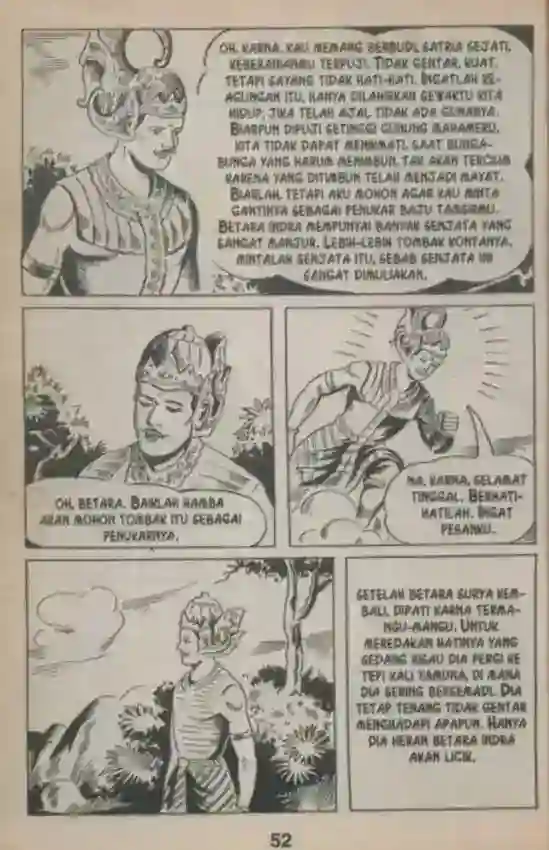 OH, KARNA, KAU MEMANG BERBUDI, SATRIA SEJATI,
KEBERANIANMU TERPUJI. TIDAK GENTAR, KUAT,
TETAPI SAYANG TIDAK HATI-HATI. INGATLAH KE-
AGUNGAN ITU, HANYA DILAHIRKAN SEWAKTU KITA
HIDUP. JIKA TELAH AJAL TIDAK ADA GUNANYA.
BIARPUN DIPUJI SETINGGI GUNUNG MAHAMERU,
KITA TIDAK DAPAT MENIKMATI. SAAT BUNGA-
BUNGA YANG HARUM MENIMBUN, TAK AKAN TERCIUM
KARENA YANG DITIMBUN TELAH MENJADI MAYAT.
BIARLAH, TETAPI AKU MOHON AGAR KAU MINTA
GANTINYA SEBAGAI PENUKAR BAJU TAMENGMU.
BETARA INDRA MEMPUNYAI BANYAK SENJATA YANG
SANGAT MANJUR. LEBIH-LEBIH TOMBAK KONTANYA,
MINTALAH SENJATA ITU, SEBAB SENJATA INI
SANGAT DIMULIAKAN.
OH, BETARA. BAIKLAH HAMBA
AKAN MOHON TOMBAK ITU SEBAGAI
PENUKARNYA.
NA, KARNA, SELAMAT
TINGGAL. BERHATI-
HATILAH. INGAT
PESANKU.
SETELAH BETARA SURYA KEM-
BALI, DIPATI KARNA TERMA-
NGU-MANGU. UNTUK
MEREDAKAN HATINYA YANG
SEDANG RISAU DIA PERGI KE
TEPI KALI YAMUNA, DI MANA
DIA SERING BERSEMADI. DIA
TETAP TENANG TIDAK GENTAR
MENGHADAPI APAPUN. HANYA
DIA HERAN BETARA INDRA
AKAN LICIK.
52